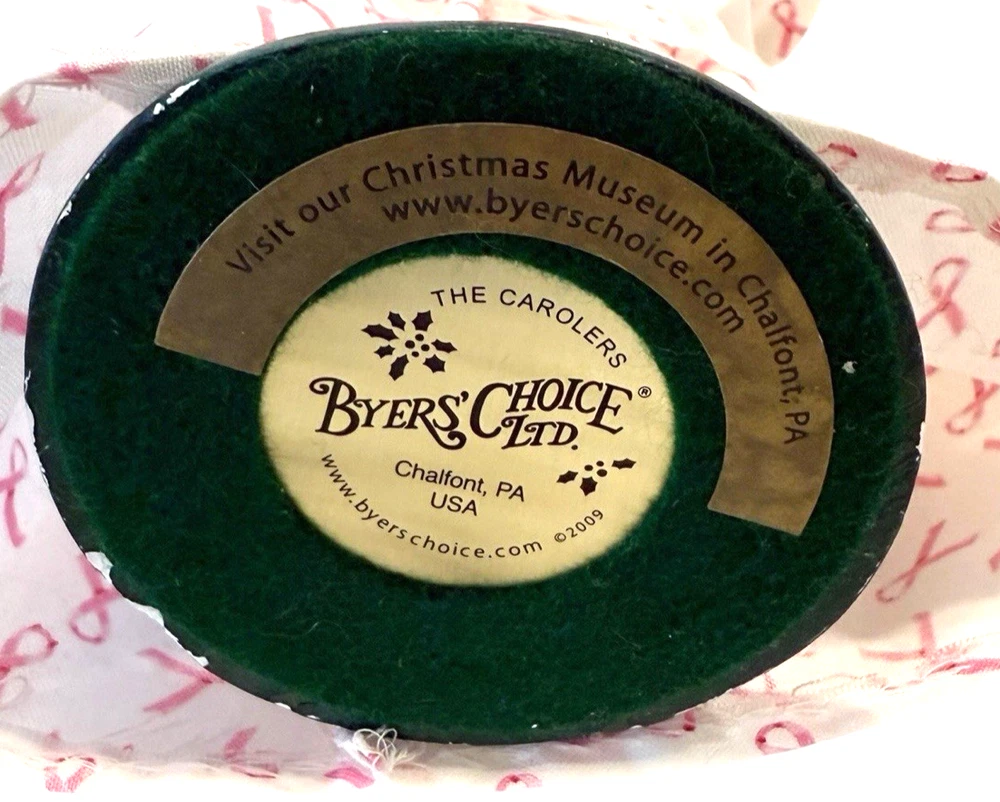 Visit our Christmas Museum in Chalfont, PA
www.byerschoice.com
THE CAROLERS
BYERS' CHOICE®
LTD.
Chalfont, PA
USA
www.byerschoice.com ©2009